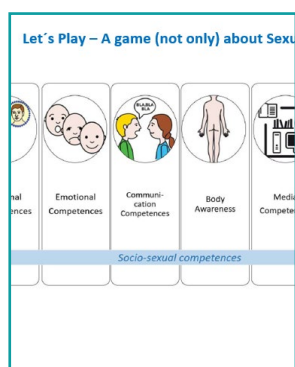 Let´s Play – A game (not only) about Sexu
BLA,BLA
BLA
nal
ences
Emotional
Competences
Communi-
cation
Competences
Body
Awareness
Medi
Compete
Socio-sexual competences